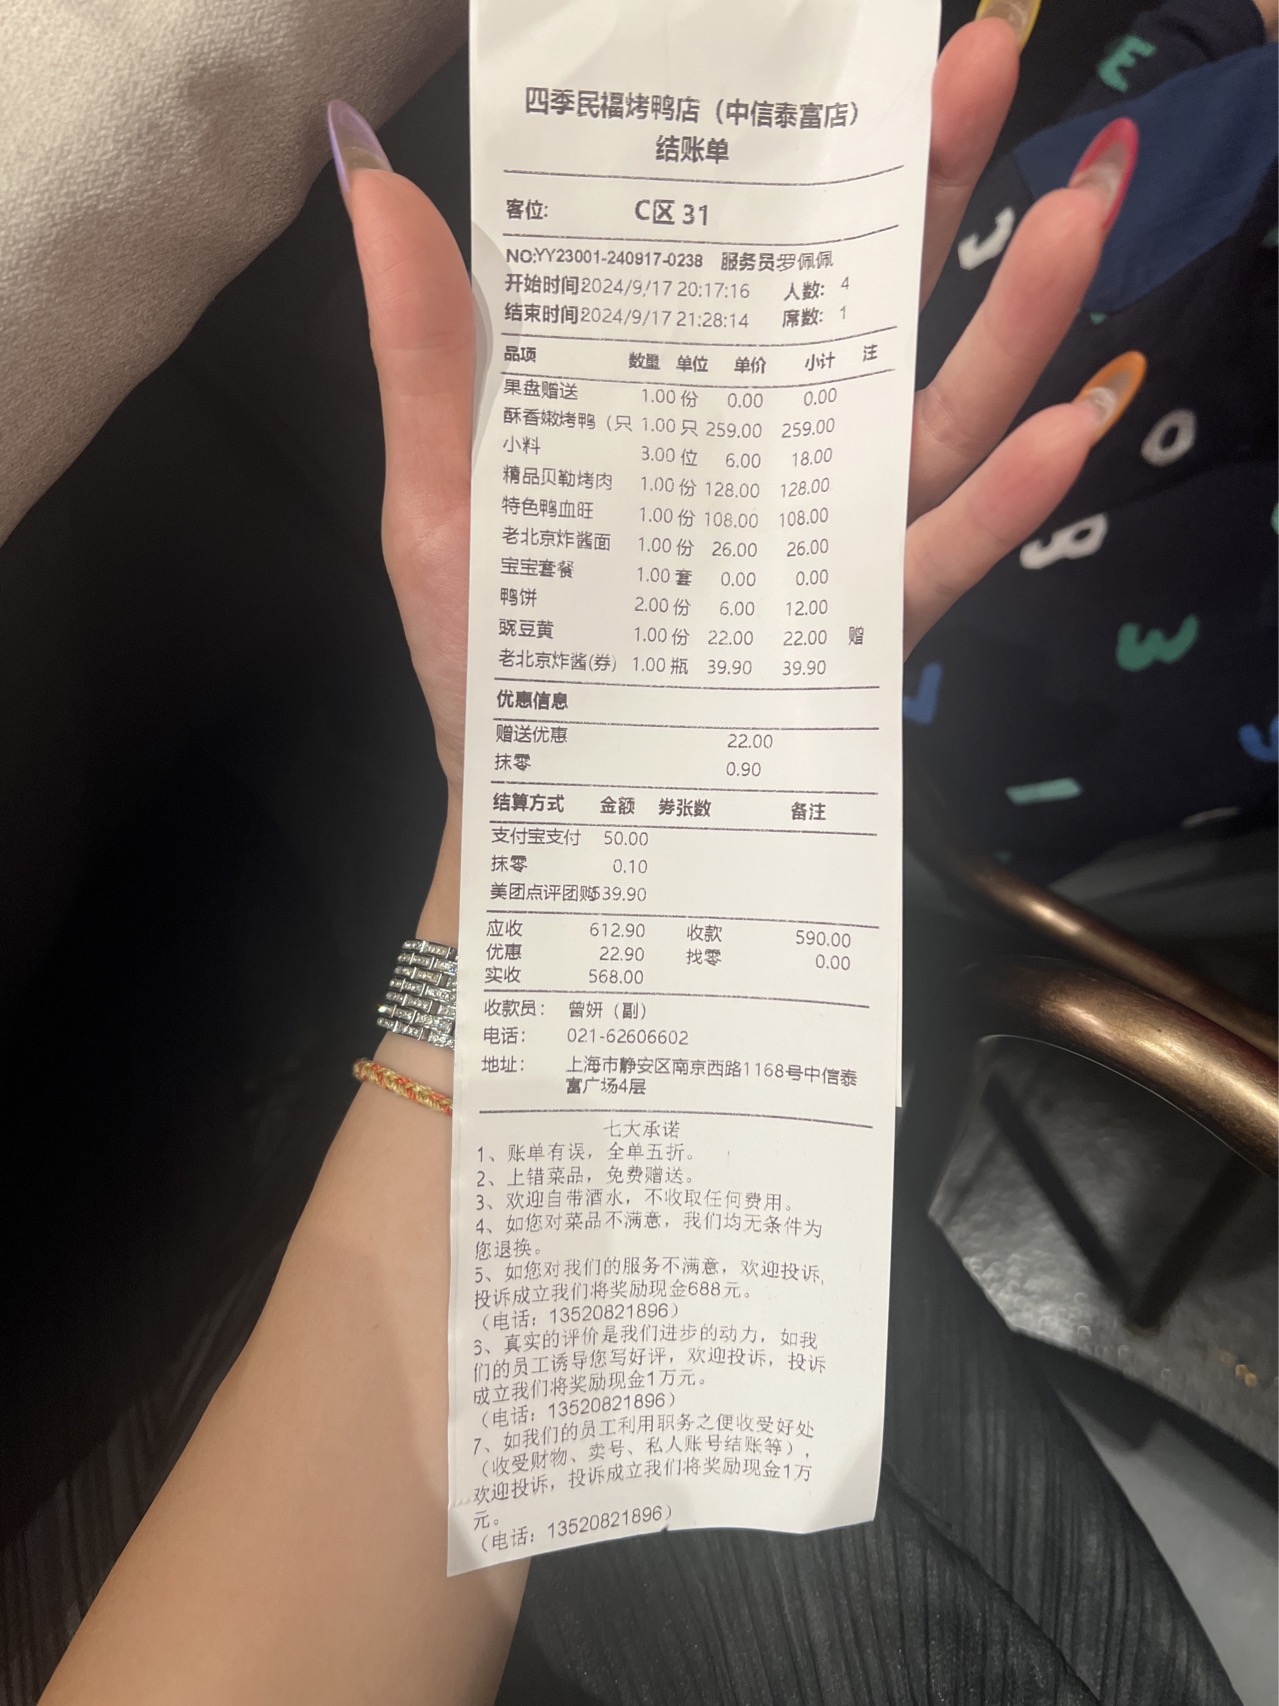 四季民福烤鸭店（中信泰富店）
结账单
客位: C区 31
NO:YY23001-240917-0238 服务员:罗佩佩
开始时间2024/9/17 20:17:16 人数: 4
结束时间2024/9/17 21:28:14 席数: 1
品项 数量 单位 单价 小计 注
果盘赠送 1.00 份 0.00 0.00
酥香嫩烤鸭（只 1.00 只 259.00 259.00
小料 3.00 位 6.00 18.00
精品贝勒烤肉 1.00 份 128.00 128.00
特色鸭血旺 1.00 份 108.00 108.00
老北京炸酱面 1.00 份 26.00 26.00
宝宝套餐 1.00 套 0.00 0.00
鸭饼 2.00 份 6.00 12.00
豌豆黄 1.00 份 22.00 22.00 赠
老北京炸酱(券) 1.00 瓶 39.90 39.90
优惠信息
赠送优惠 22.00
抹零 0.90
结算方式 金额 券张数 备注
支付宝支付 50.00
抹零 0.10
美团点评团购539.90
应收 612.90 收款 590.00
优惠 22.90 找零 0.00
实收 568.00
收款员: 曾妍（副）
电话: 021-62606602
地址: 上海市静安区南京西路1168号中信泰
富广场4层
七大承诺
1、账单有误，全单五折。
2、上错菜品，免费赠送。
3、欢迎自带酒水，不收取任何费用。
4、如您对菜品不满意，我们均无条件为
您退换。
5、如您对我们的服务不满意，欢迎投诉，
投诉成立我们将奖励现金688元。
（电话：13520821896）
6、真实的评价是我们进步的动力，如我
们的员工诱导您写好评，欢迎投诉，投诉
成立我们将奖励现金1万元。
（电话：13520821896）
7、如我们的员工利用职务之便收受好处
（收受财物、卖号、私人账号结账等），
欢迎投诉，投诉成立我们将奖励现金1万
元。
（电话：13520821896）
E
J
O
B
3